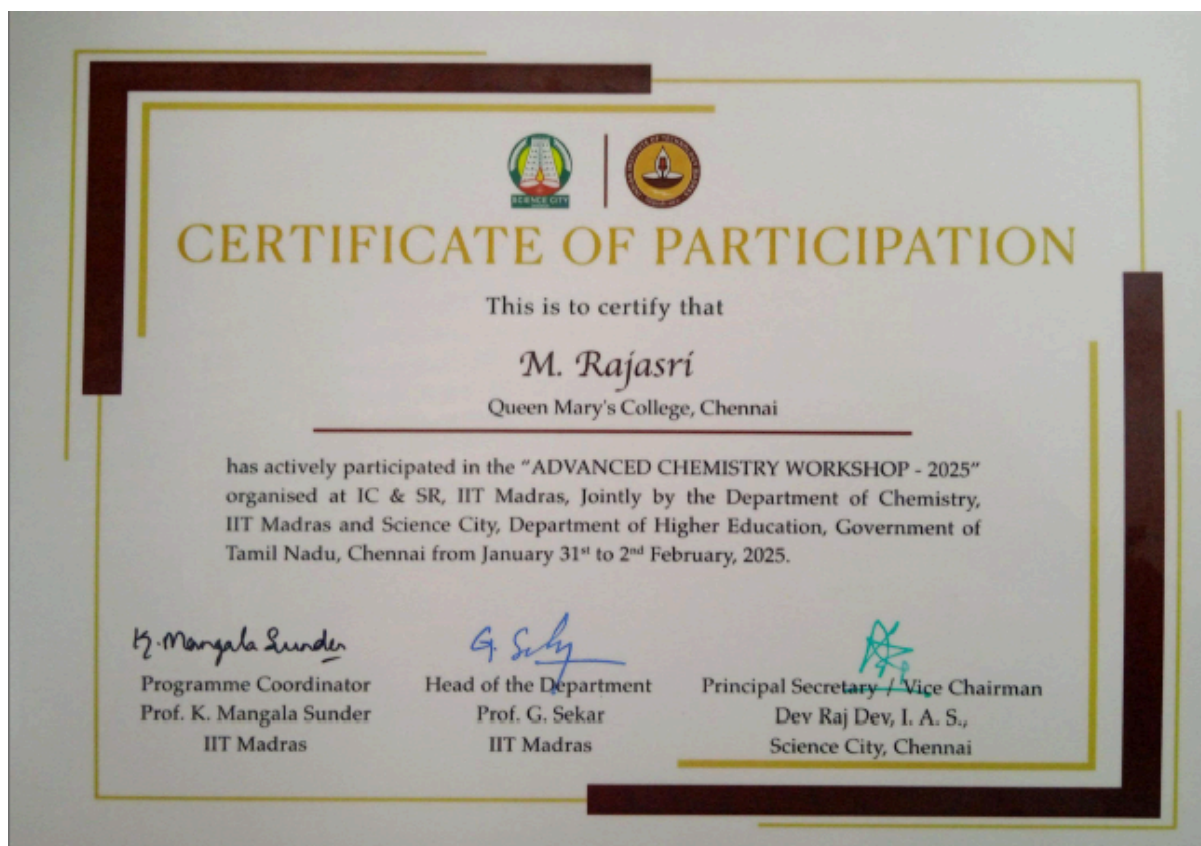 SCIENCE CITY
CERTIFICATE OF PARTICIPATION
This is to certify that
M. Rajasri
Queen Mary's College, Chennai
has actively participated in the "ADVANCED CHEMISTRY WORKSHOP - 2025"
organised at IC & SR, IIT Madras, Jointly by the Department of Chemistry,
IIT Madras and Science City, Department of Higher Education, Government of
Tamil Nadu, Chennai from January 31st to 2nd February, 2025.
K. Mangala Sunder
Programme Coordinator
Prof. K. Mangala Sunder
IIT Madras
Head of the Department
Prof. G. Sekar
IIT Madras
Principal Secretary / Vice Chairman
Dev Raj Dev, I. A. S.,
Science City, Chennai